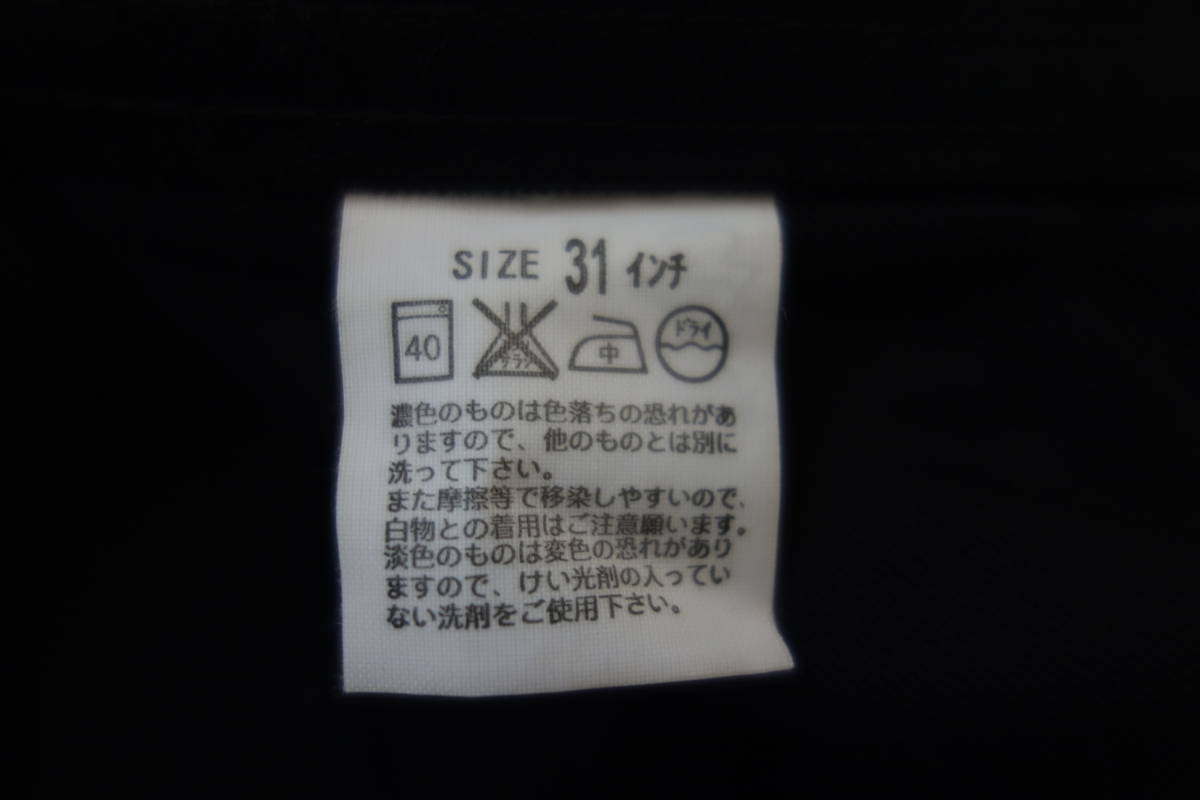 SIZE 31 インチ
40 サラシ 中 ドライ
濃色のものは色落ちの恐れがあ
りますので、他のものとは別に
洗って下さい。
また摩擦等で移染しやすいので、
白物との着用はご注意願います。
淡色のものは変色の恐れがあり
ますので、けい光剤の入ってい
ない洗剤をご使用下さい。